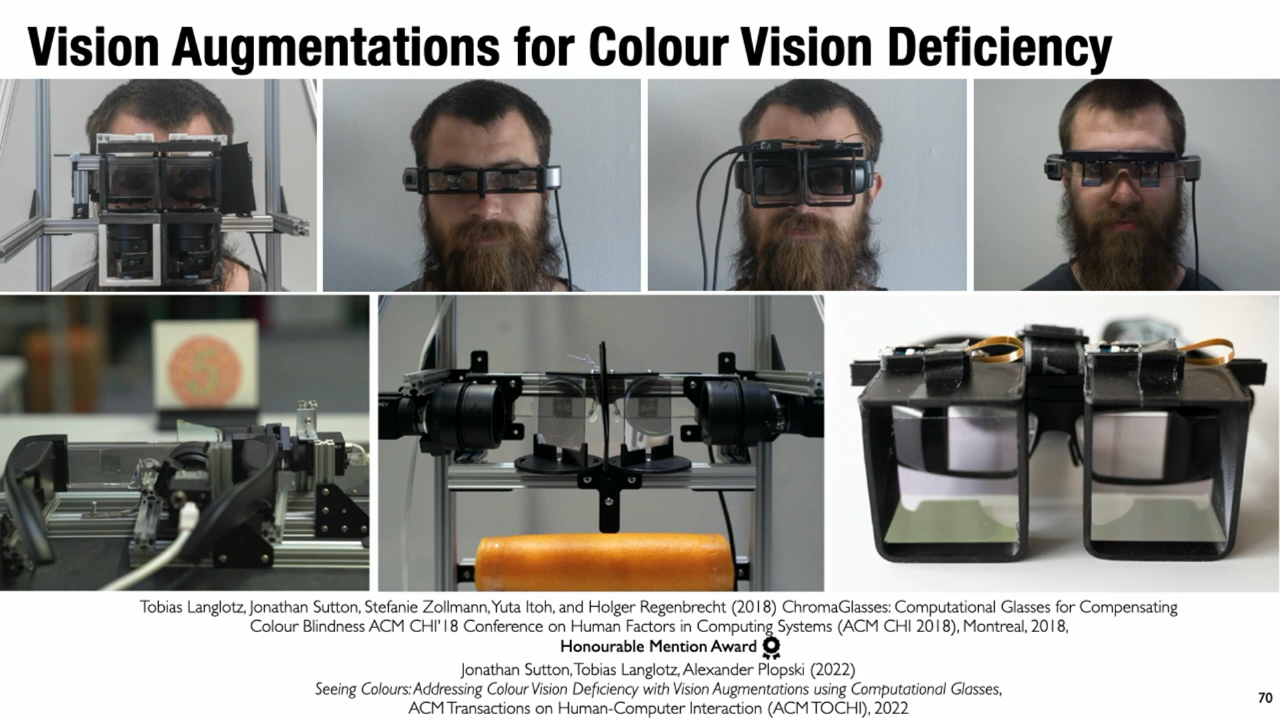 Vision Augmentations for Colour Vision Deficiency
5
Tobias Langlotz, Jonathan Sutton, Stefanie Zollmann, Yuta Itoh, and Holger Regenbrecht (2018) ChromaGlasses: Computational Glasses for Compensating
Colour Blindness ACM CHI'18 Conference on Human Factors in Computing Systems (ACM CHI 2018), Montreal, 2018,
Honourable Mention Award
Jonathan Sutton, Tobias Langlotz, Alexander Plopski (2022)
Seeing Colours: Addressing Colour Vision Deficiency with Vision Augmentations using Computational Glasses,
ACM Transactions on Human-Computer Interaction (ACM TOCHI), 2022
70